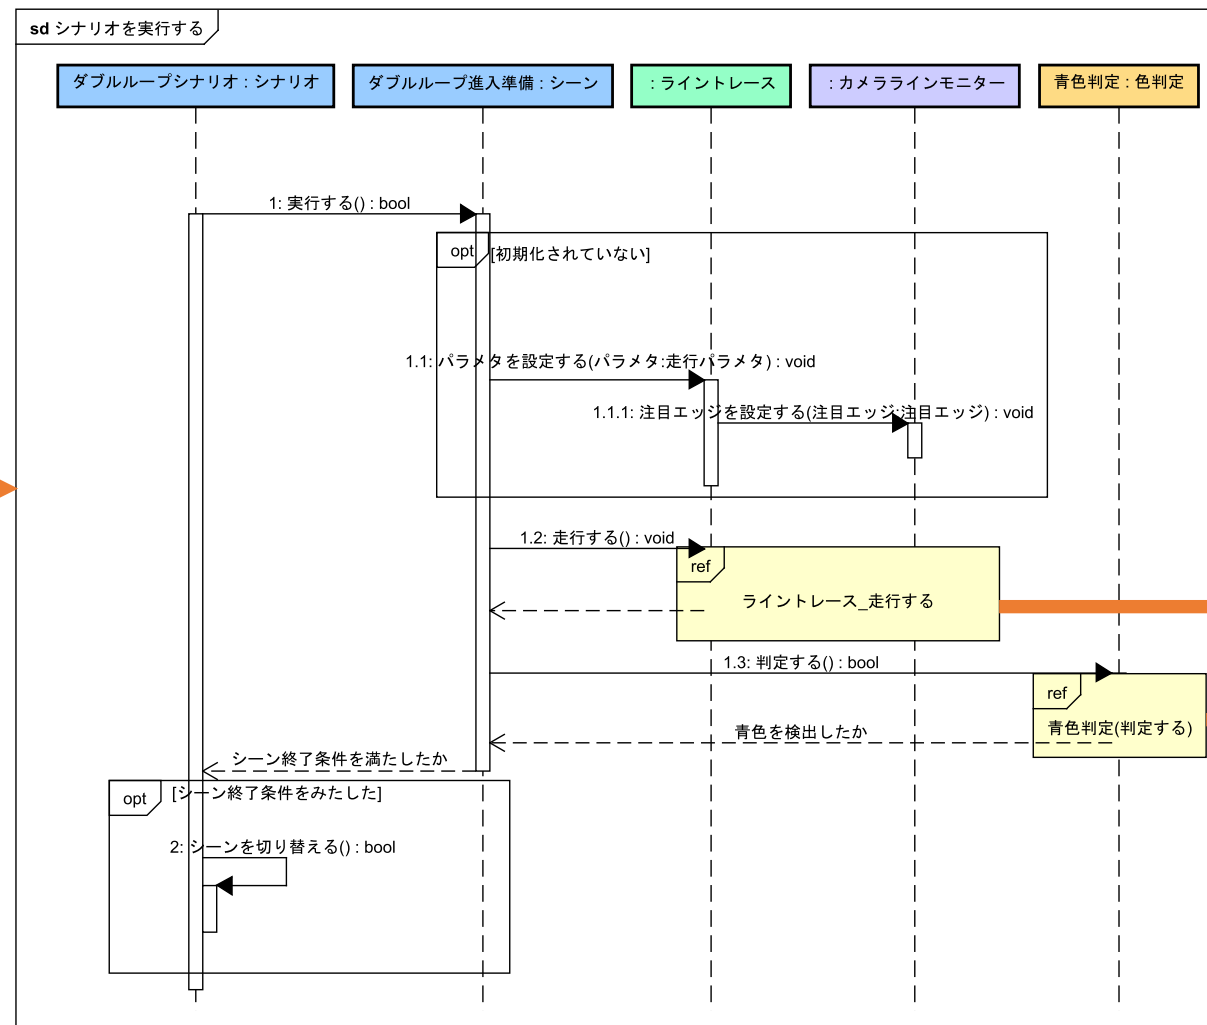 sd シナリオを実行する
ダブルループシナリオ : シナリオ
ダブルループ進入準備 : シーン
: ライントレース
: カメララインモニター
青色判定 : 色判定
1: 実行する() : bool
opt
[初期化されていない]
1.1: パラメタを設定する(パラメタ:走行パラメタ) : void
1.1.1: 注目エッジを設定する(注目エッジ:注目エッジ) : void
1.2: 走行する() : void
ref
ライントレース_走行する
1.3: 判定する() : bool
ref
青色判定(判定する)
青色を検出したか
シーン終了条件を満たしたか
opt
[シーン終了条件をみたした]
2: シーンを切り替える() : bool